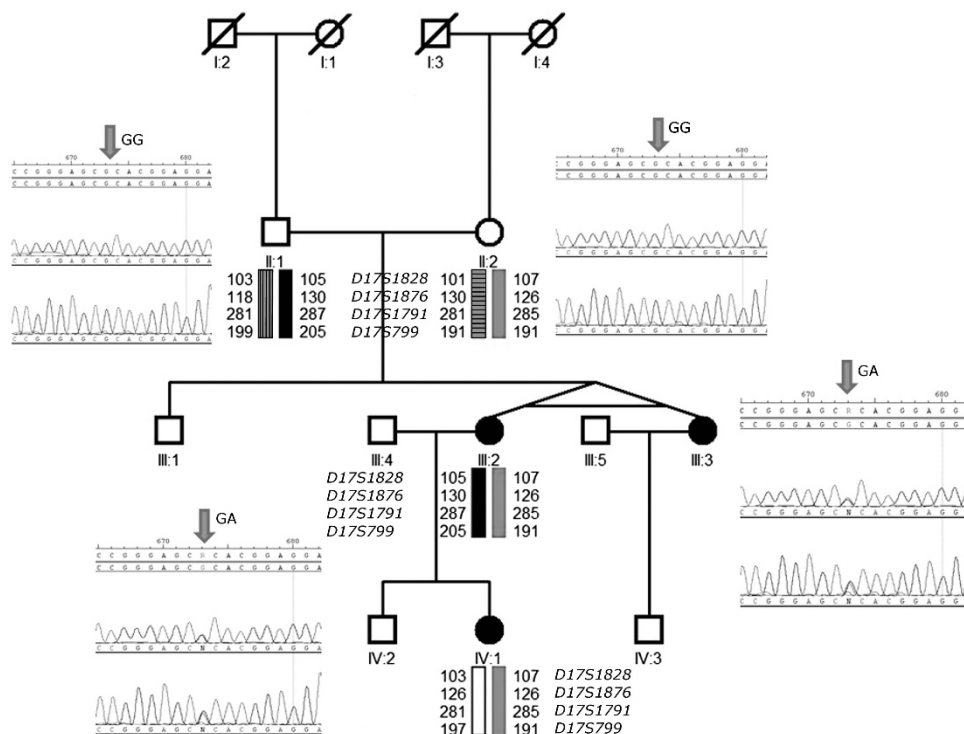 I:2
I:1
I:3
I:4
GG
670 680
C C G G G A G C G C A C G G A G G A
C C G G G A G C G C A C G G A G G A
C C G G G A G C G C A C G G A G G A
C C G G G A G C G C A C G G A G G A
GG
670 680
C C G G G A G C G C A C G G A G G
C C G G G A G C G C A C G G A G G
C C G G G A G C G C A C G G A G G
C C G G G A G C G C A C G G A G G
II:1
II:2
103 105 D17S1828 101 107
118 130 D17S1876 130 126
281 287 D17S1791 281 285
199 205 D17S799 191 191
GA
670 680
C C G G G A G C R C A C G G A G G
C C G G G A G C G C A C G G A G G
C C G G G A G C N C A C G G A G G
C C G G G A G C N C A C G G A G G
III:1
III:4
III:2
III:5
III:3
D17S1828 105 107
D17S1876 130 126
D17S1791 287 285
D17S799 205 191
GA
670 680
C C G G G A G C R C A C G G A G G A
C C G G G A G C G C A C G G A G G A
C C G G G A G C N C A C G G A G G A
C C G G G A G C N C A C G G A G G A
IV:2
IV:1
IV:3
103 107 D17S1828
126 126 D17S1876
281 285 D17S1791
197 191 D17S799